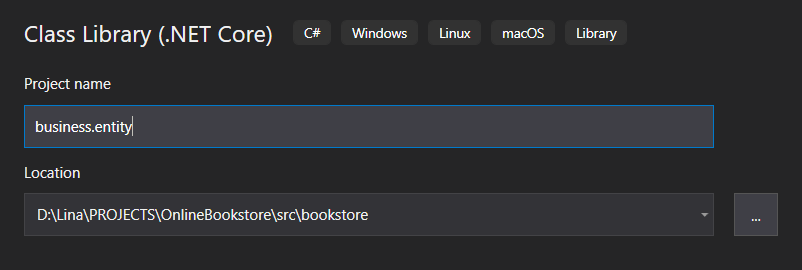 Class Library (.NET Core) C# Windows Linux macOS Library
Project name
business.entity
Location
D:\Lina\PROJECTS\OnlineBookstore\src\bookstore ...